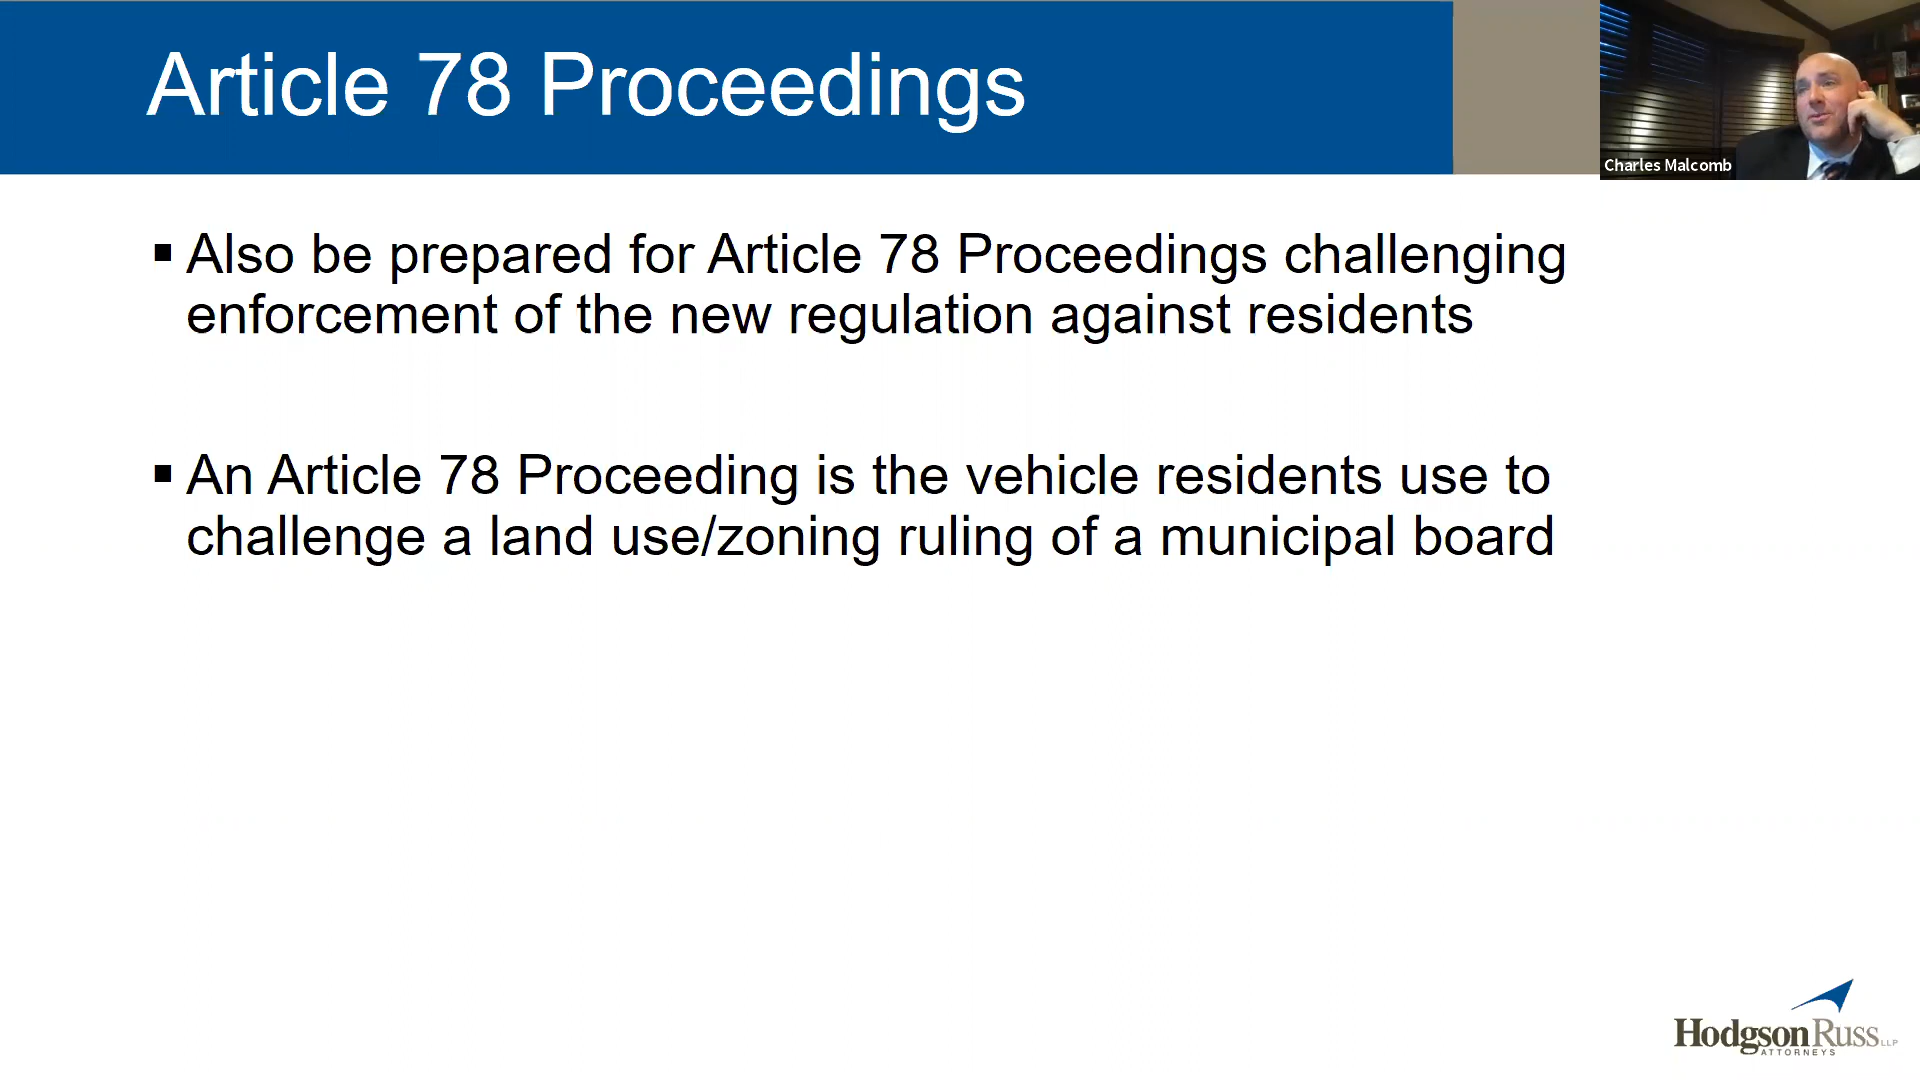 Article 78 Proceedings
Charles Malcomb
▪ Also be prepared for Article 78 Proceedings challenging
enforcement of the new regulation against residents
▪ An Article 78 Proceeding is the vehicle residents use to
challenge a land use/zoning ruling of a municipal board
HodgsonRuss LLP
ATTORNEYS